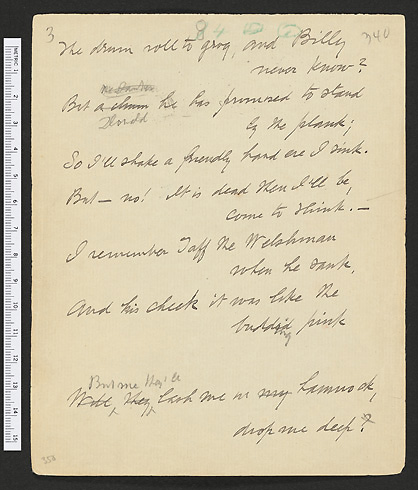 3 340
The drum roll to grog, and Billy
never know?
But a chum he has promised to stand
Donald
by the plank;
So I'll shake a friendly hand ere I sink.
But — no! It is dead then I'll be,
come to think. —
I remember Taff the Welshman
when he sank,
And his cheek it was like the
budding pink
But me they'll
Will they lash me in my hammock,
drop me deep?
358
METRIC 1 2 3 4 5 6 7 8 9 10 11 12 13 14 15